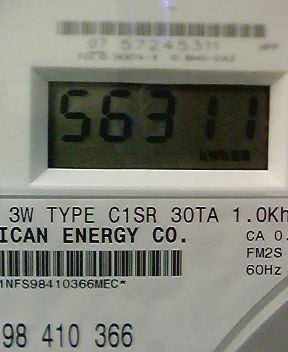 07 57245311
56311
kWh
3W TYPE C1SR 30TA 1.0Kh
ICAN ENERGY CO.
CA 0.
FM2S
60Hz
1NFS98410366MEC*
98 410 366